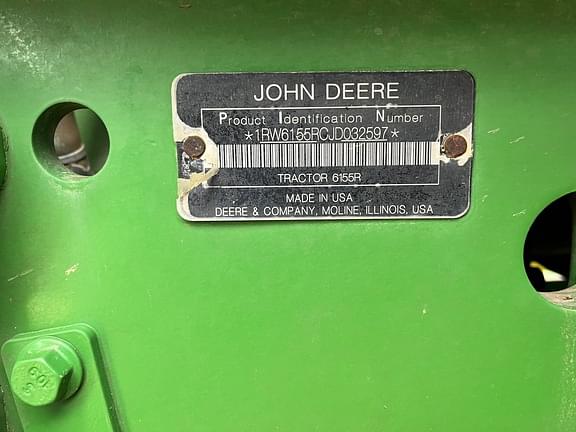 JOHN DEERE
Product Identification Number
*1RW6155RCJD032597*
TRACTOR 6155R
MADE IN USA
DEERE & COMPANY, MOLINE, ILLINOIS, USA